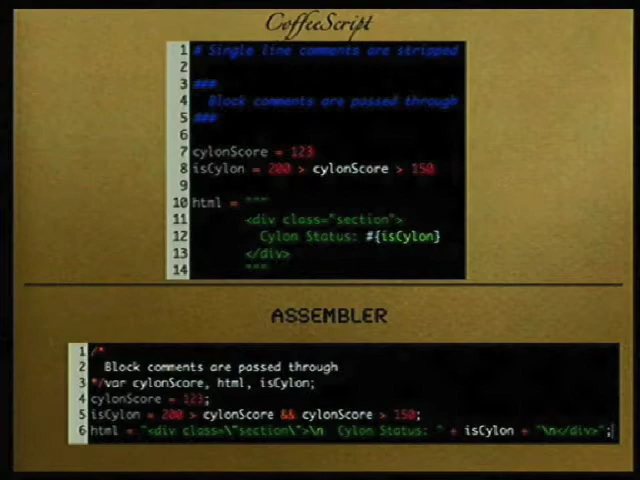 CoffeeScript
1 # Single line comments are stripped
2
3 ###
4 Block comments are passed through
5 ###
6
7 cylonScore = 123
8 isCylon = 200 > cylonScore > 150
9
10 html = """
11 <div class="section">
12 Cylon Status: #{isCylon}
13 </div>
14 """
ASSEMBLER
1 /*
2 Block comments are passed through
3 */var cylonScore, html, isCylon;
4 cylonScore = 123;
5 isCylon = 200 > cylonScore && cylonScore > 150;
6 html = "<div class=\"section\">\n  Cylon Status: " + isCylon + "\n</div>";